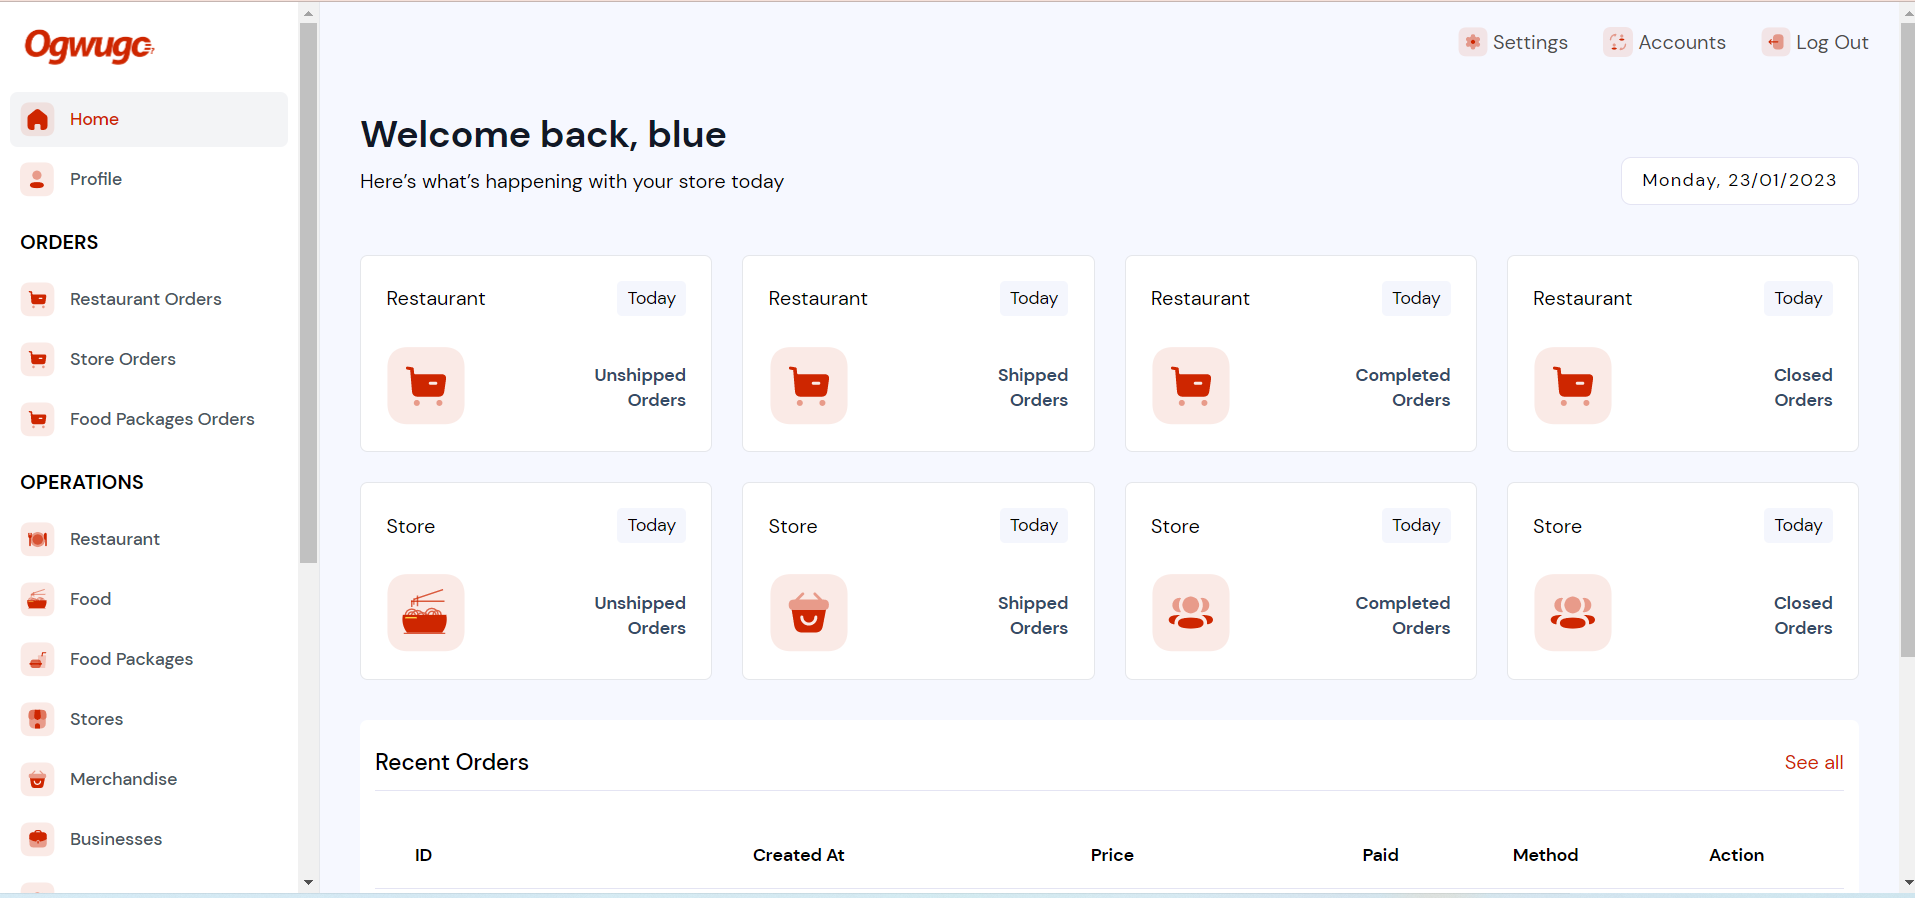 Ogwugo
Home
Profile
ORDERS
Restaurant Orders
Store Orders
Food Packages Orders
OPERATIONS
Restaurant
Food
Food Packages
Stores
Merchandise
Businesses
Settings
Accounts
Log Out
Welcome back, blue
Here's what's happening with your store today
Monday, 23/01/2023
Restaurant
Today
Unshipped
Orders
Restaurant
Today
Shipped
Orders
Restaurant
Today
Completed
Orders
Restaurant
Today
Closed
Orders
Store
Today
Unshipped
Orders
Store
Today
Shipped
Orders
Store
Today
Completed
Orders
Store
Today
Closed
Orders
Recent Orders
See all
ID Created At Price Paid Method Action